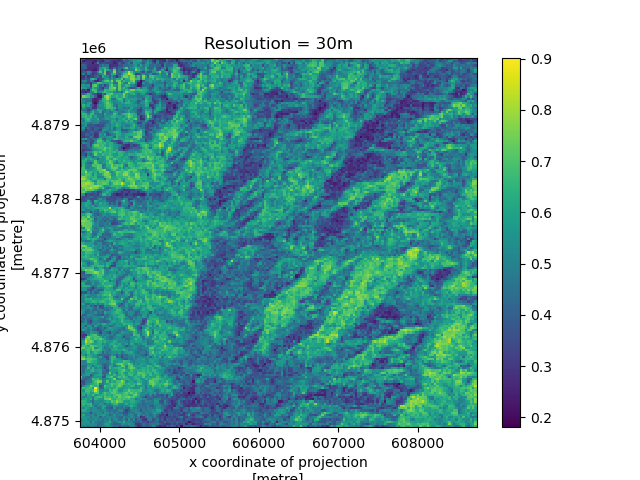 Resolution = 30m
1e6
4.879
4.878
4.877
4.876
4.875
y coordinate of projection
[metre]
604000 605000 606000 607000 608000
x coordinate of projection
[metre]
0.9
0.8
0.7
0.6
0.5
0.4
0.3
0.2